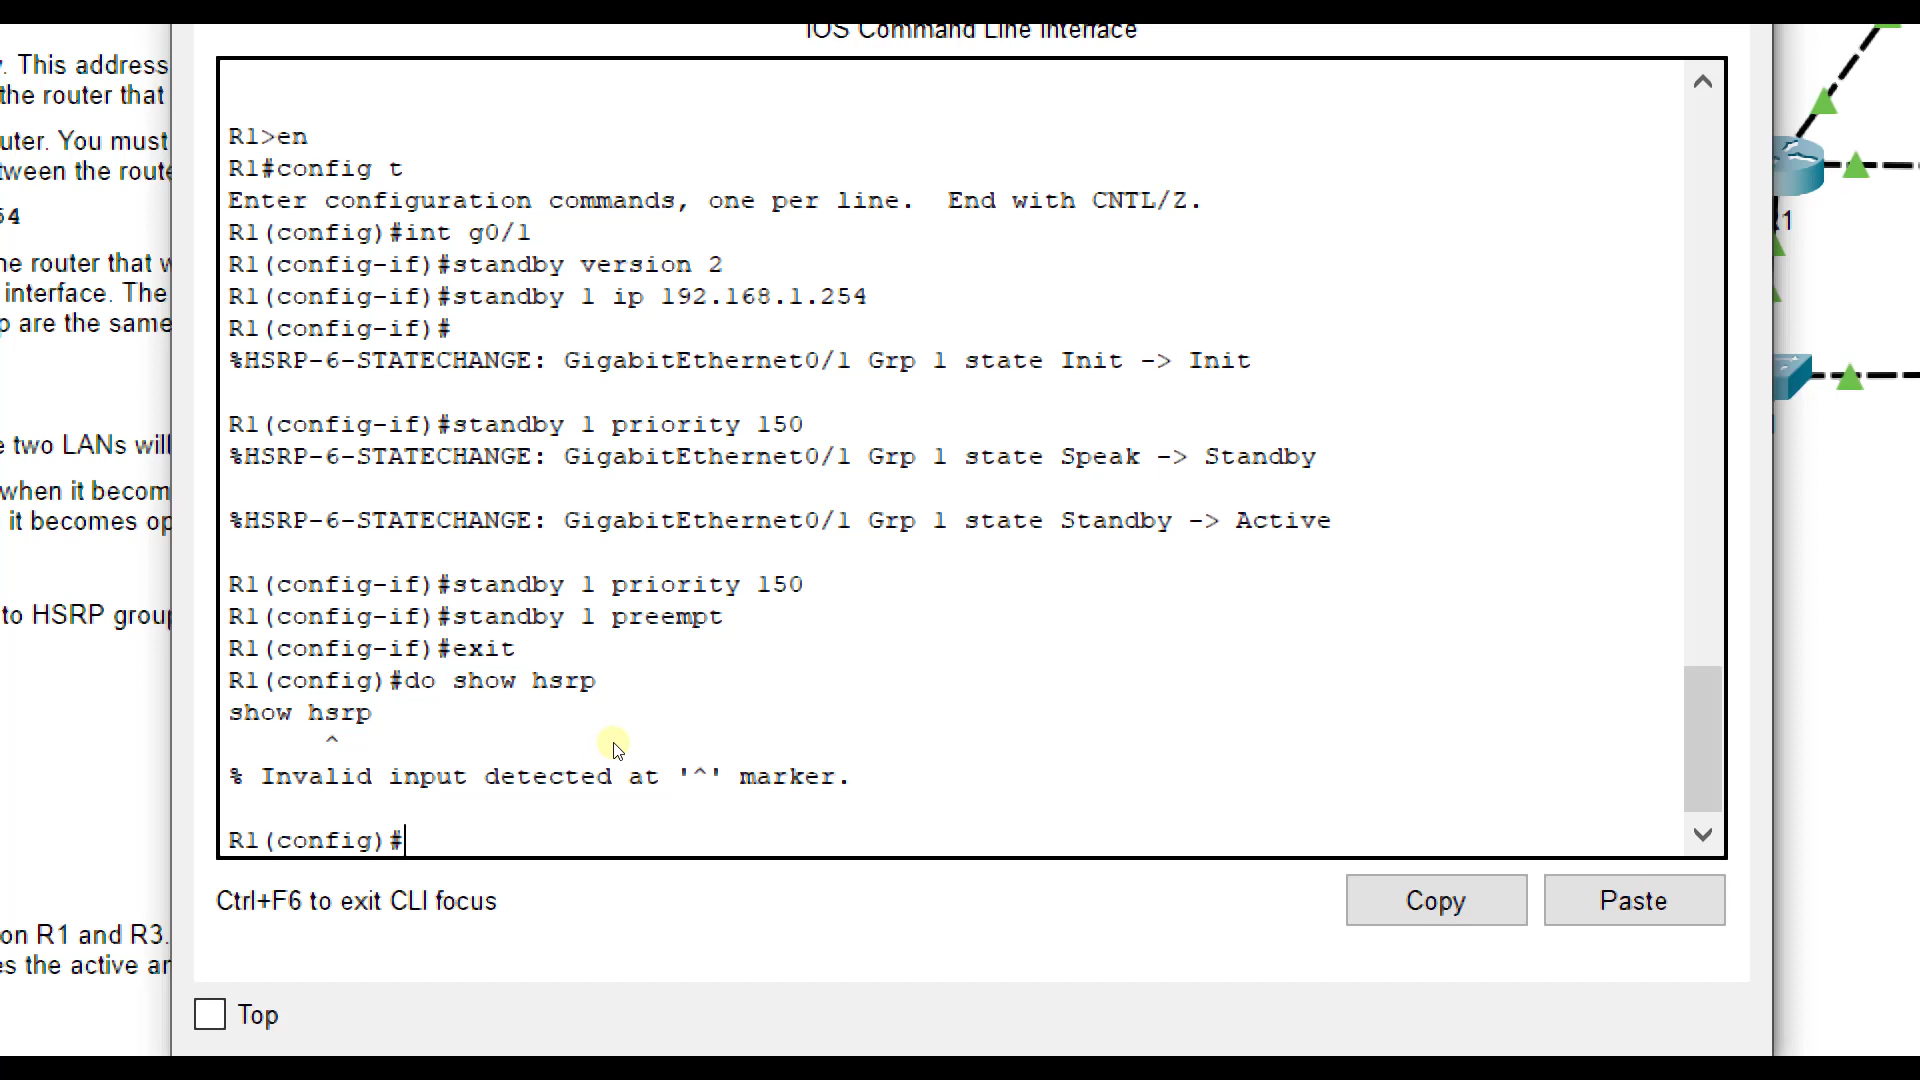 IOS Command Line Interface
. This address
the router that
uter. You must
tween the route
54
ne router that w
interface. The
p are the same
e two LANs will
when it becom
it becomes op
to HSRP group
on R1 and R3.
es the active an
R1>en
R1#config t
Enter configuration commands, one per line.  End with CNTL/Z.
R1(config)#int g0/1
R1(config-if)#standby version 2
R1(config-if)#standby 1 ip 192.168.1.254
R1(config-if)#
%HSRP-6-STATECHANGE: GigabitEthernet0/1 Grp 1 state Init -> Init
R1(config-if)#standby 1 priority 150
%HSRP-6-STATECHANGE: GigabitEthernet0/1 Grp 1 state Speak -> Standby
%HSRP-6-STATECHANGE: GigabitEthernet0/1 Grp 1 state Standby -> Active
R1(config-if)#standby 1 priority 150
R1(config-if)#standby 1 preempt
R1(config-if)#exit
R1(config)#do show hsrp
show hsrp
^
% Invalid input detected at '^' marker.
R1(config)#
Ctrl+F6 to exit CLI focus
Copy
Paste
Top
R1